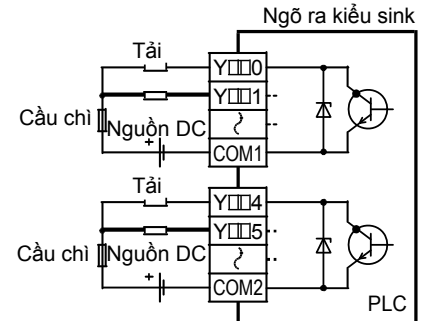 Ngõ ra kiểu sink
Tải
Y□□0
Y□□1
Cầu chì
Nguồn DC
+
COM1
Tải
Y□□4
Y□□5
Cầu chì
Nguồn DC
+
COM2
PLC